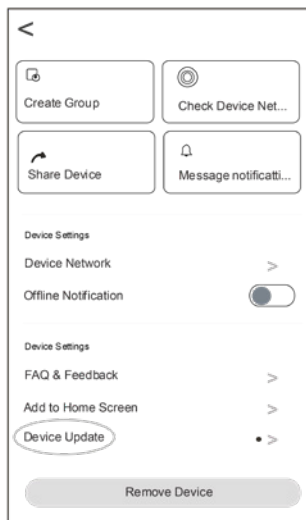 <
Create Group
Check Device Net...
Share Device
Message notificatti...
Device Settings
Device Network >
Offline Notification
Device Settings
FAQ & Feedback >
Add to Home Screen >
Device Update • >
Remove Device